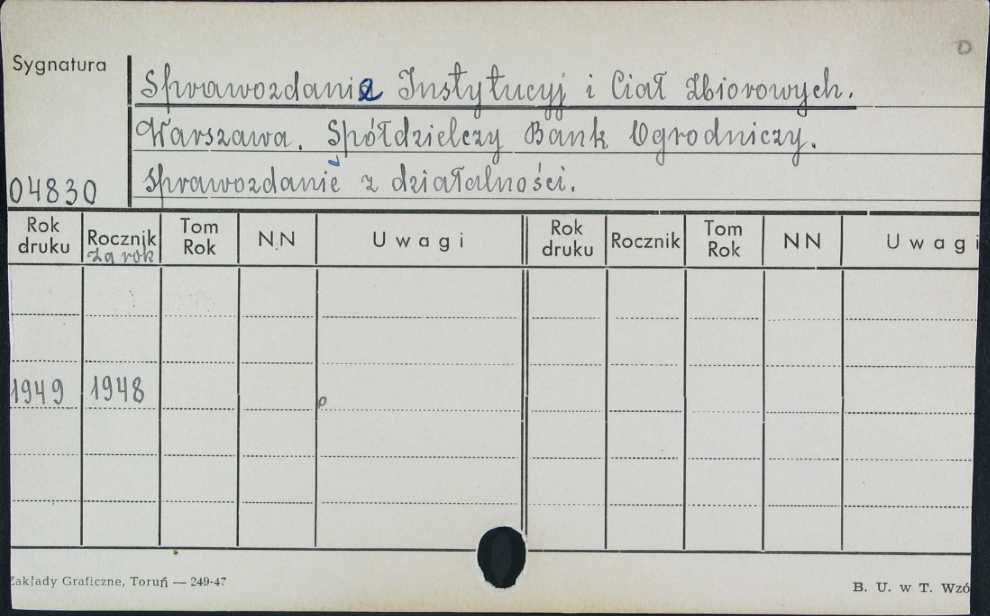 D
Sygnatura
Sprawozdania Instytucyj i Ciał Zbiorowych.
Warszawa. Spółdzielczy Bank Ogrodniczy.
04830 Sprawozdanie z działalności.
Rok druku Rocznik Za rok Tom Rok NN Uwagi Rok druku Rocznik Tom Rok NN Uwagi
1949 1948
Zakłady Graficzne, Toruń — 249-47 B. U. w T. Wzó